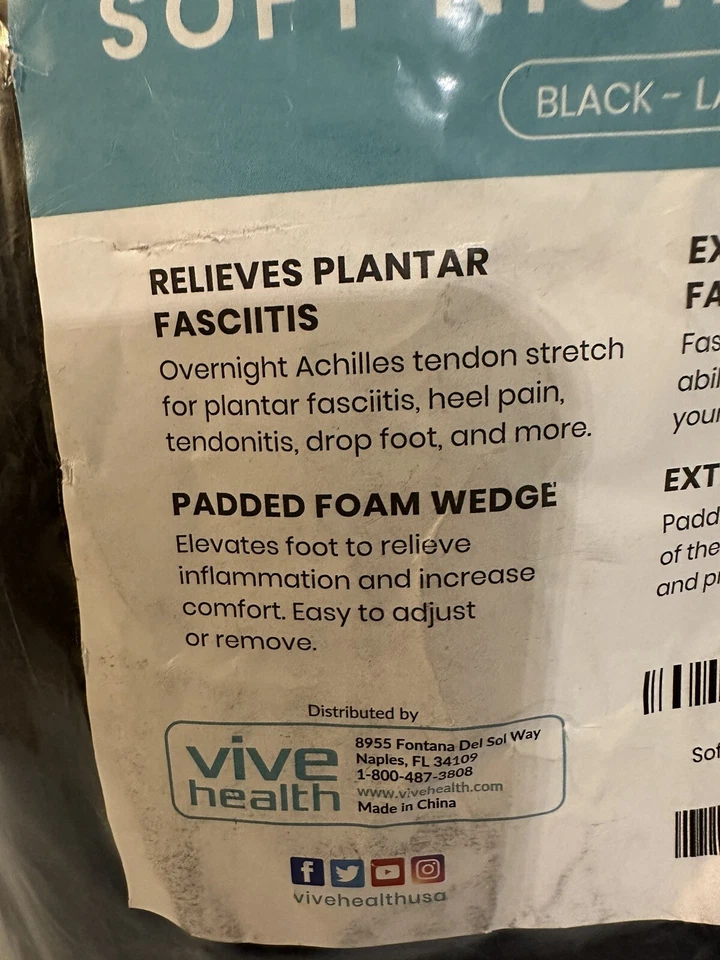 SOFT
BLACK -
RELIEVES PLANTAR
FASCIITIS
Overnight Achilles tendon stretch
for plantar fasciitis, heel pain,
tendonitis, drop foot, and more.
PADDED FOAM WEDGE
Elevates foot to relieve
inflammation and increase
comfort. Easy to adjust
or remove.
Distributed by
vive
health
8955 Fontana Del Sol Way
Naples, FL 34109
1-800-487-3808
www.vivehealth.com
Made in China
vivehealthusa
of the